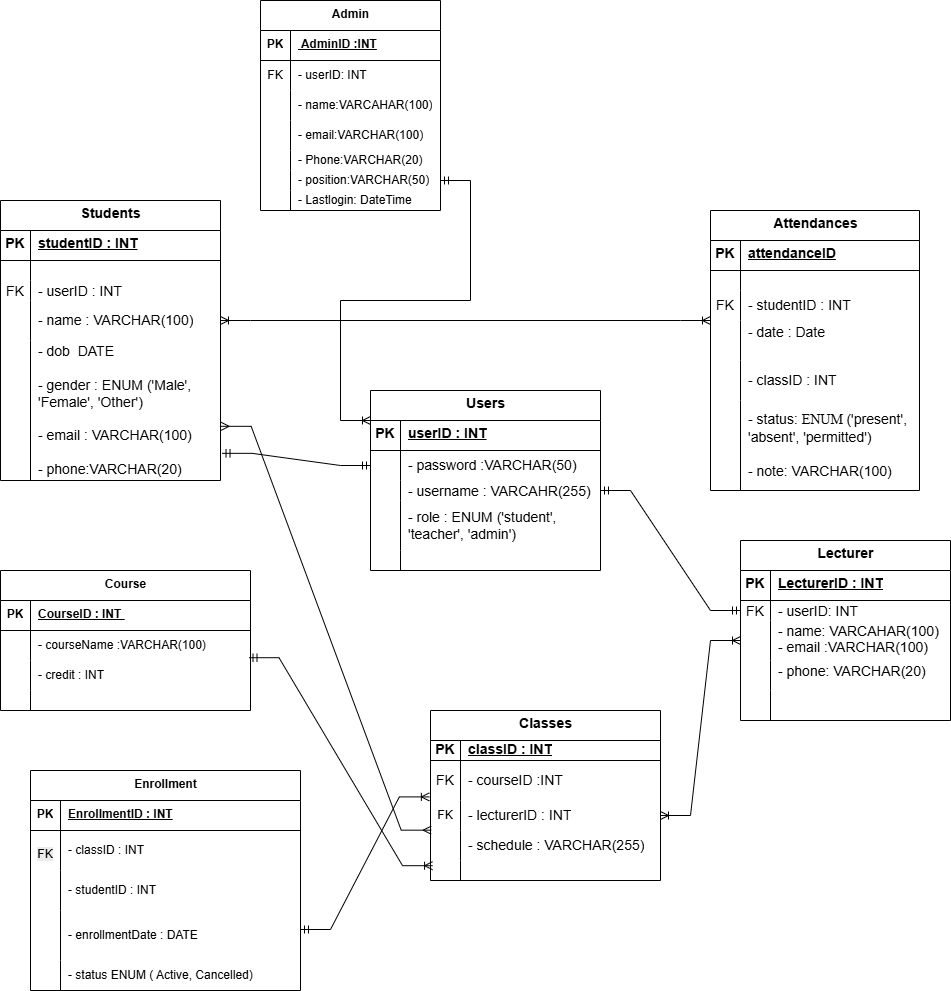 Admin
PK AdminID :INT
FK - userID: INT
- name:VARCAHAR(100)
- email:VARCHAR(100)
- Phone:VARCHAR(20)
- position:VARCHAR(50)
- Lastlogin: DateTime
Students
PK studentID : INT
FK - userID : INT
- name : VARCHAR(100)
- dob  DATE
- gender : ENUM ('Male',
'Female', 'Other')
- email : VARCHAR(100)
- phone:VARCHAR(20)
Attendances
PK attendanceID
FK - studentID : INT
- date : Date
- classID : INT
- status: ENUM ('present',
'absent', 'permitted')
- note: VARCHAR(100)
Users
PK userID : INT
- password :VARCHAR(50)
- username : VARCAHR(255)
- role : ENUM ('student',
'teacher', 'admin')
Lecturer
PK LecturerID : INT
FK - userID: INT
- name: VARCAHAR(100)
- email :VARCHAR(100)
- phone: VARCHAR(20)
Course
PK CourseID : INT
- courseName :VARCHAR(100)
- credit : INT
Classes
PK classID : INT
FK - courseID :INT
FK - lecturerID : INT
- schedule : VARCHAR(255)
Enrollment
PK EnrollmentID : INT
FK - classID : INT
- studentID : INT
- enrollmentDate : DATE
- status ENUM ( Active, Cancelled)